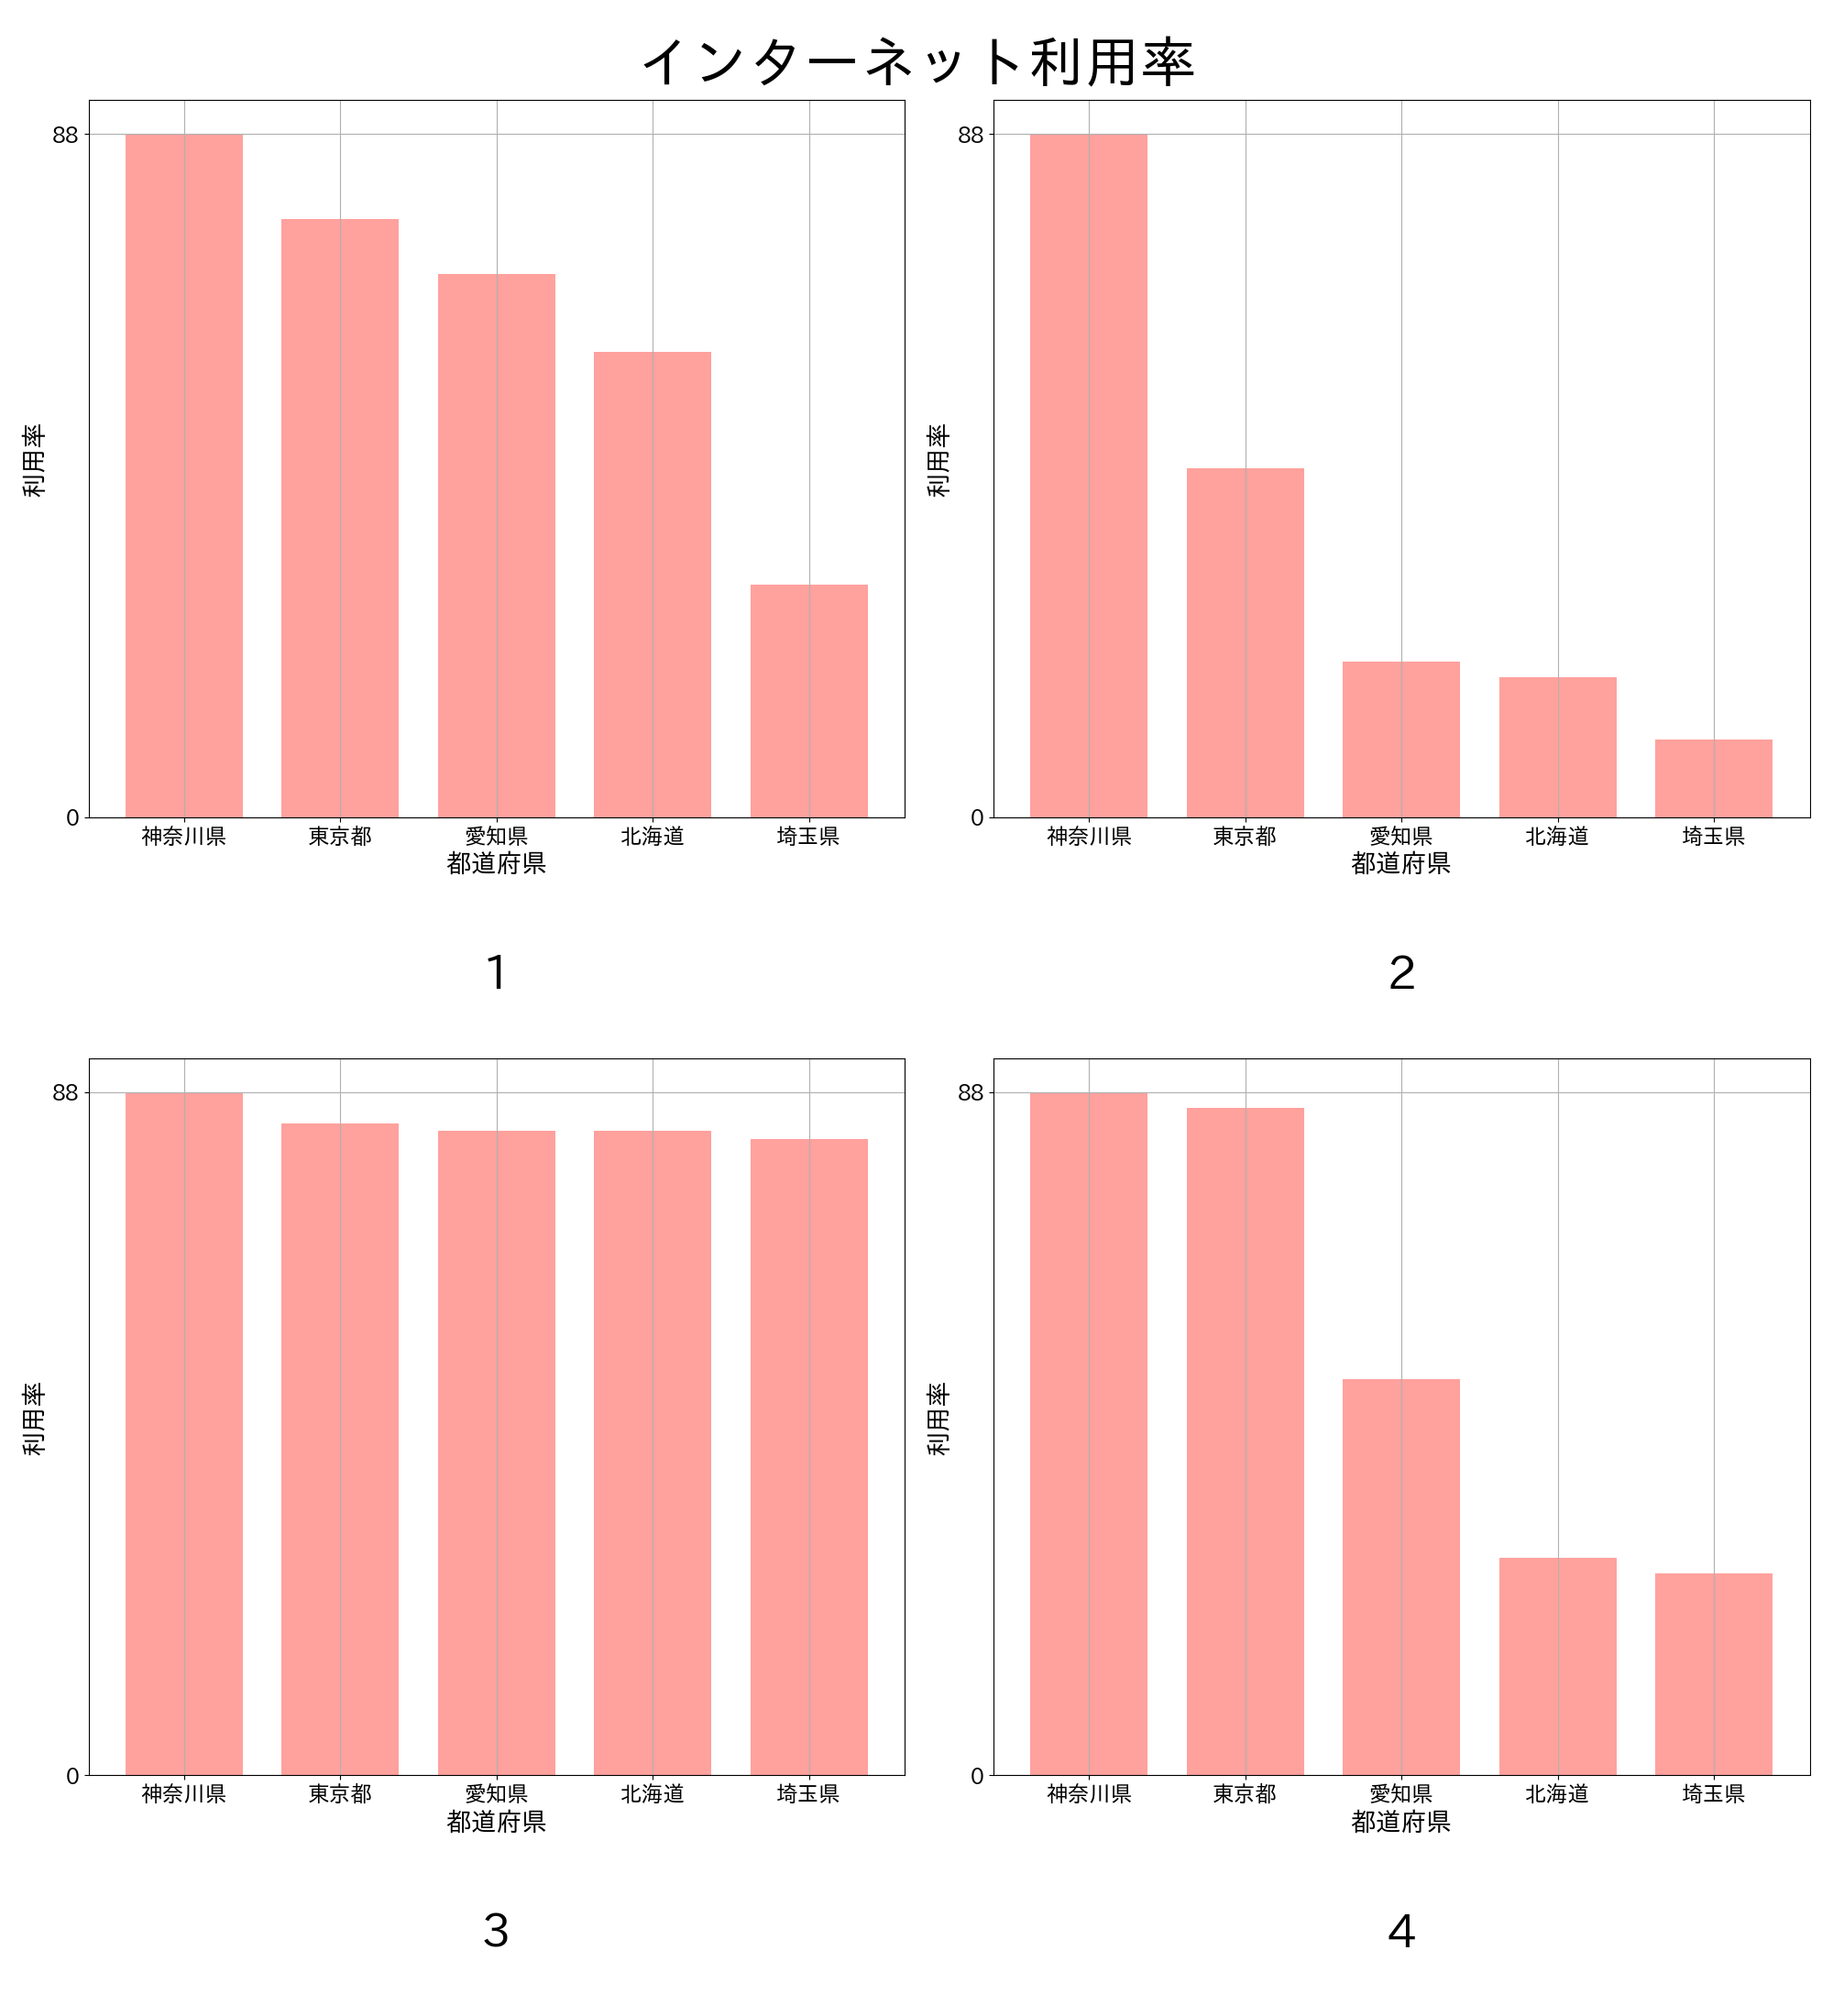 インターネット利用率
88
0
利用率
神奈川県 東京都 愛知県 北海道 埼玉県
都道府県
1
88
0
利用率
神奈川県 東京都 愛知県 北海道 埼玉県
都道府県
2
88
0
利用率
神奈川県 東京都 愛知県 北海道 埼玉県
都道府県
3
88
0
利用率
神奈川県 東京都 愛知県 北海道 埼玉県
都道府県
4